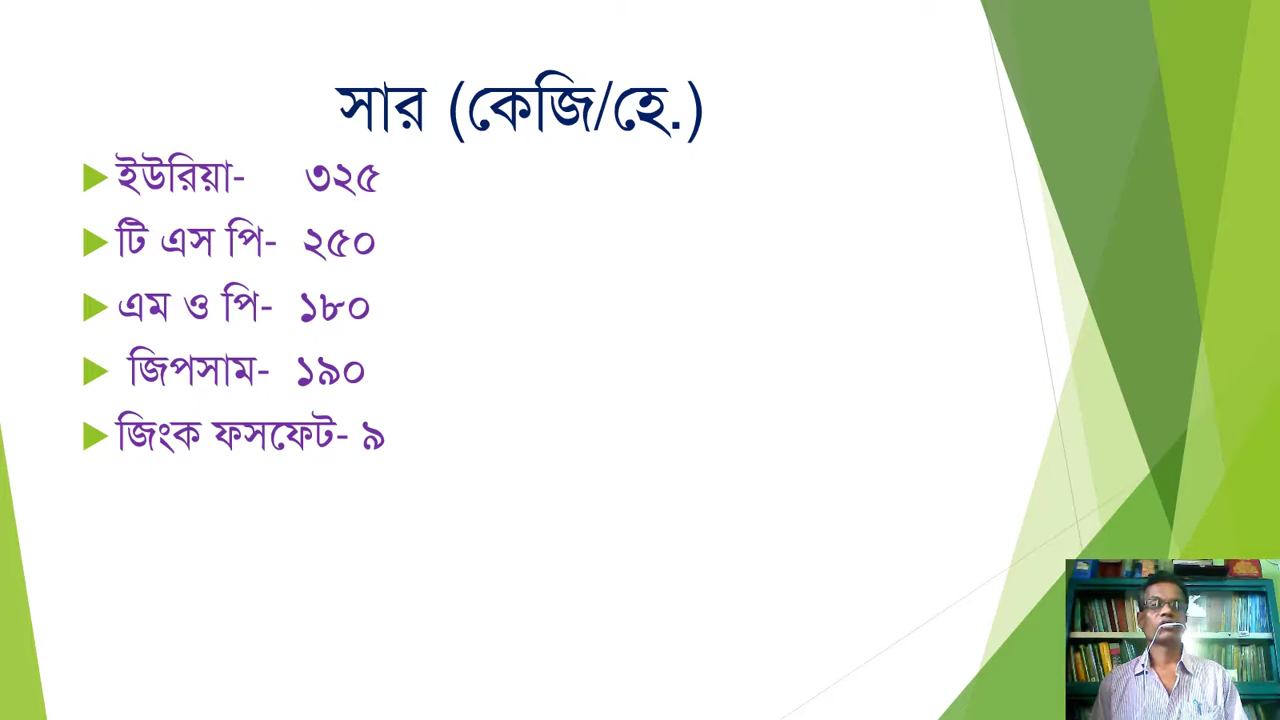 সার (কেজি/হে.)
ইউরিয়া- ৩২৫
টি এস পি- ২৫০
এম ও পি- ১৮০
জিপসাম- ১৯০
জিংক ফসফেট- ৯